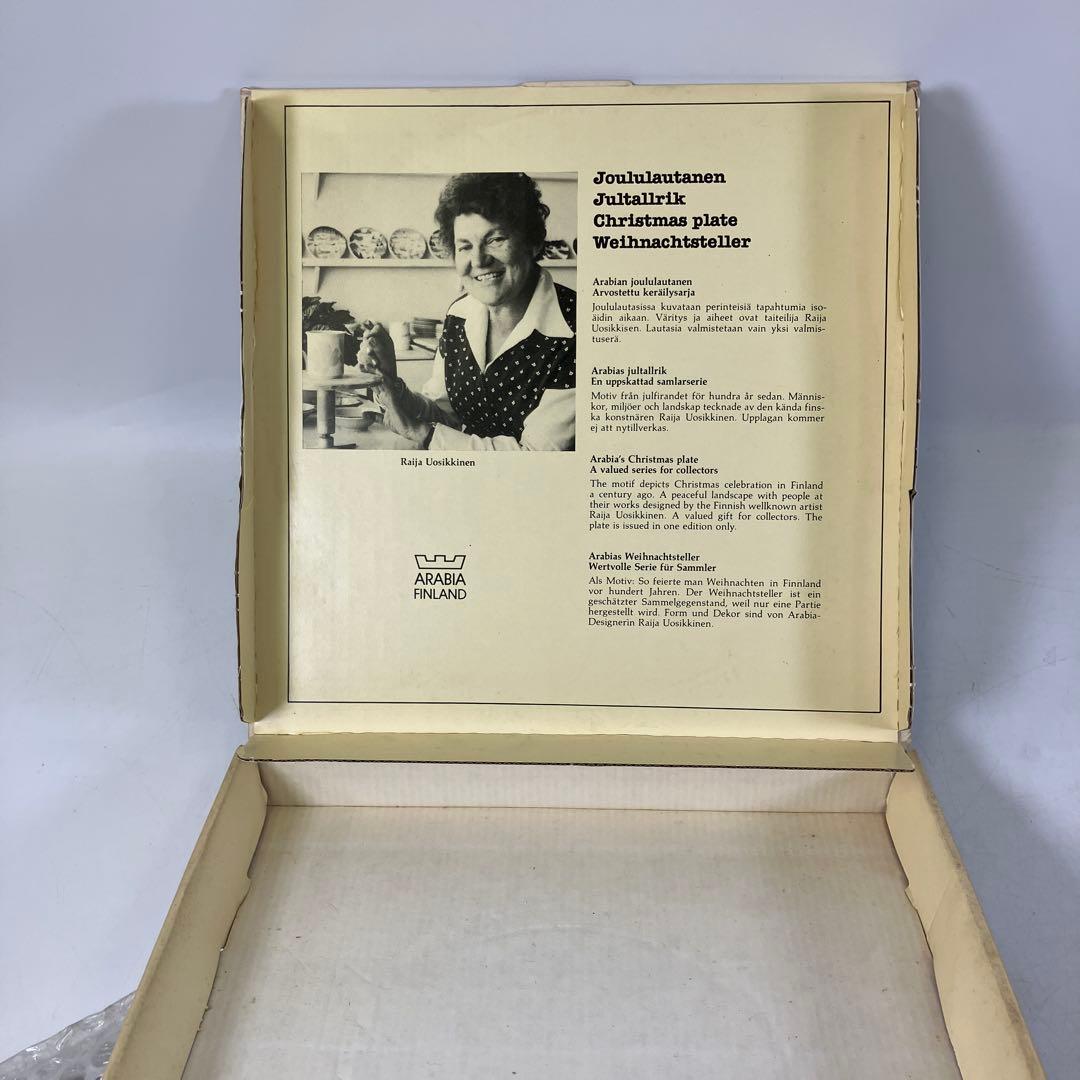 Joululautanen
Jultallrik
Christmas plate
Weihnachtsteller
Arabian joululautanen
Arvostettu keräilysarja
Joululautasissa kuvataan perinteisiä tapahtumia iso-
äidin aikaan. Väritys ja aiheet ovat taiteilija Raija
Uosikkisen. Lautasia valmistetaan vain yksi valmis-
tuserä.
Arabias jultallrik
En uppskattad samlarserie
Motiv från julfirandet för hundra år sedan. Männis-
kor, miljöer och landskap tecknade av den kända fins-
ka konstnären Raija Uosikkinen. Upplagan kommer
ej att nytillverkas.
Raija Uosikkinen
Arabia's Christmas plate
A valued series for collectors
The motif depicts Christmas celebration in Finland
a century ago. A peaceful landscape with people at
their works designed by the Finnish wellknown artist
Raija Uosikkinen. A valued gift for collectors. The
plate is issued in one edition only.
ARABIA
FINLAND
Arabias Weihnachtsteller
Wertvolle Serie für Sammler
Als Motiv: So feierte man Weihnachten in Finnland
vor hundert Jahren. Der Weihnachtsteller ist ein
geschätzter Sammelgegenstand, weil nur eine Partie
hergestellt wird. Form und Dekor sind von Arabia-
Designerin Raija Uosikkinen.